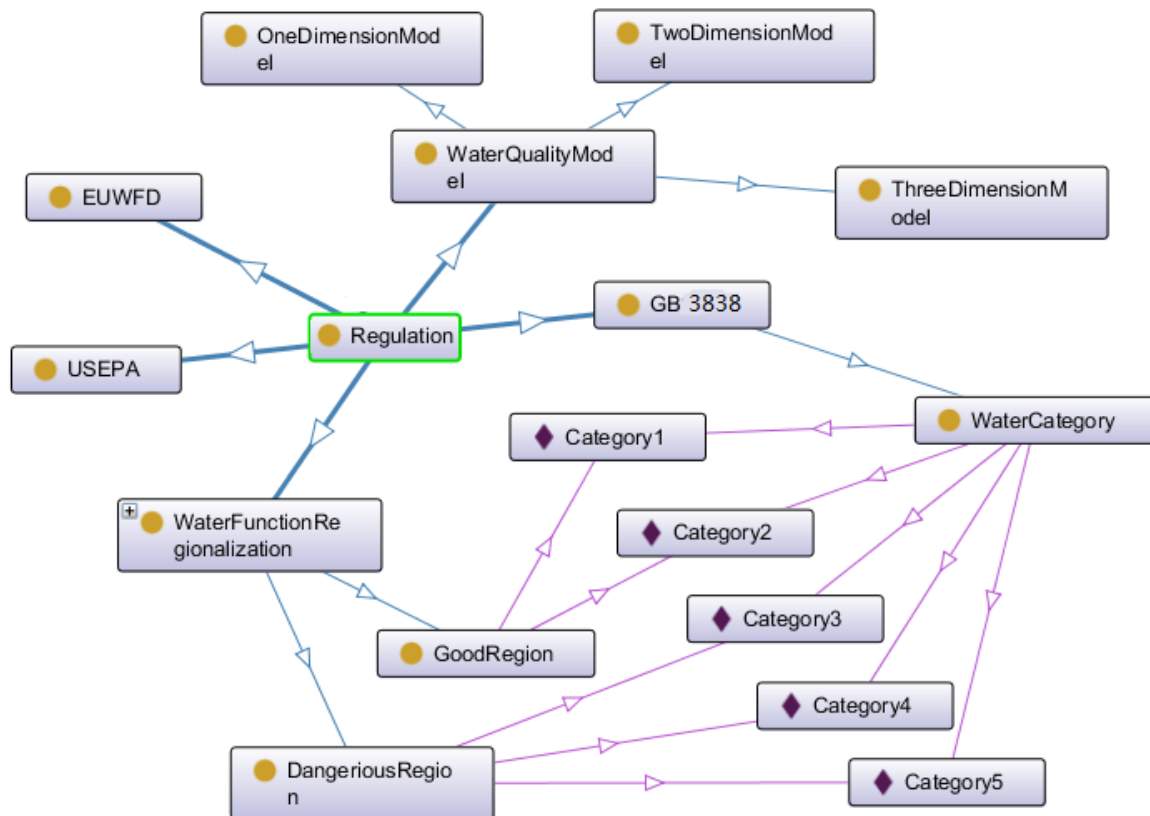 OneDimensionMod
el
TwoDimensionMod
el
WaterQualityMod
el
EUWFD
ThreeDimensionM
odel
GB 3838
Regulation
USEPA
WaterCategory
Category1
WaterFunctionRe
gionalization
Category2
Category3
GoodRegion
Category4
DangeriousRegio
n
Category5